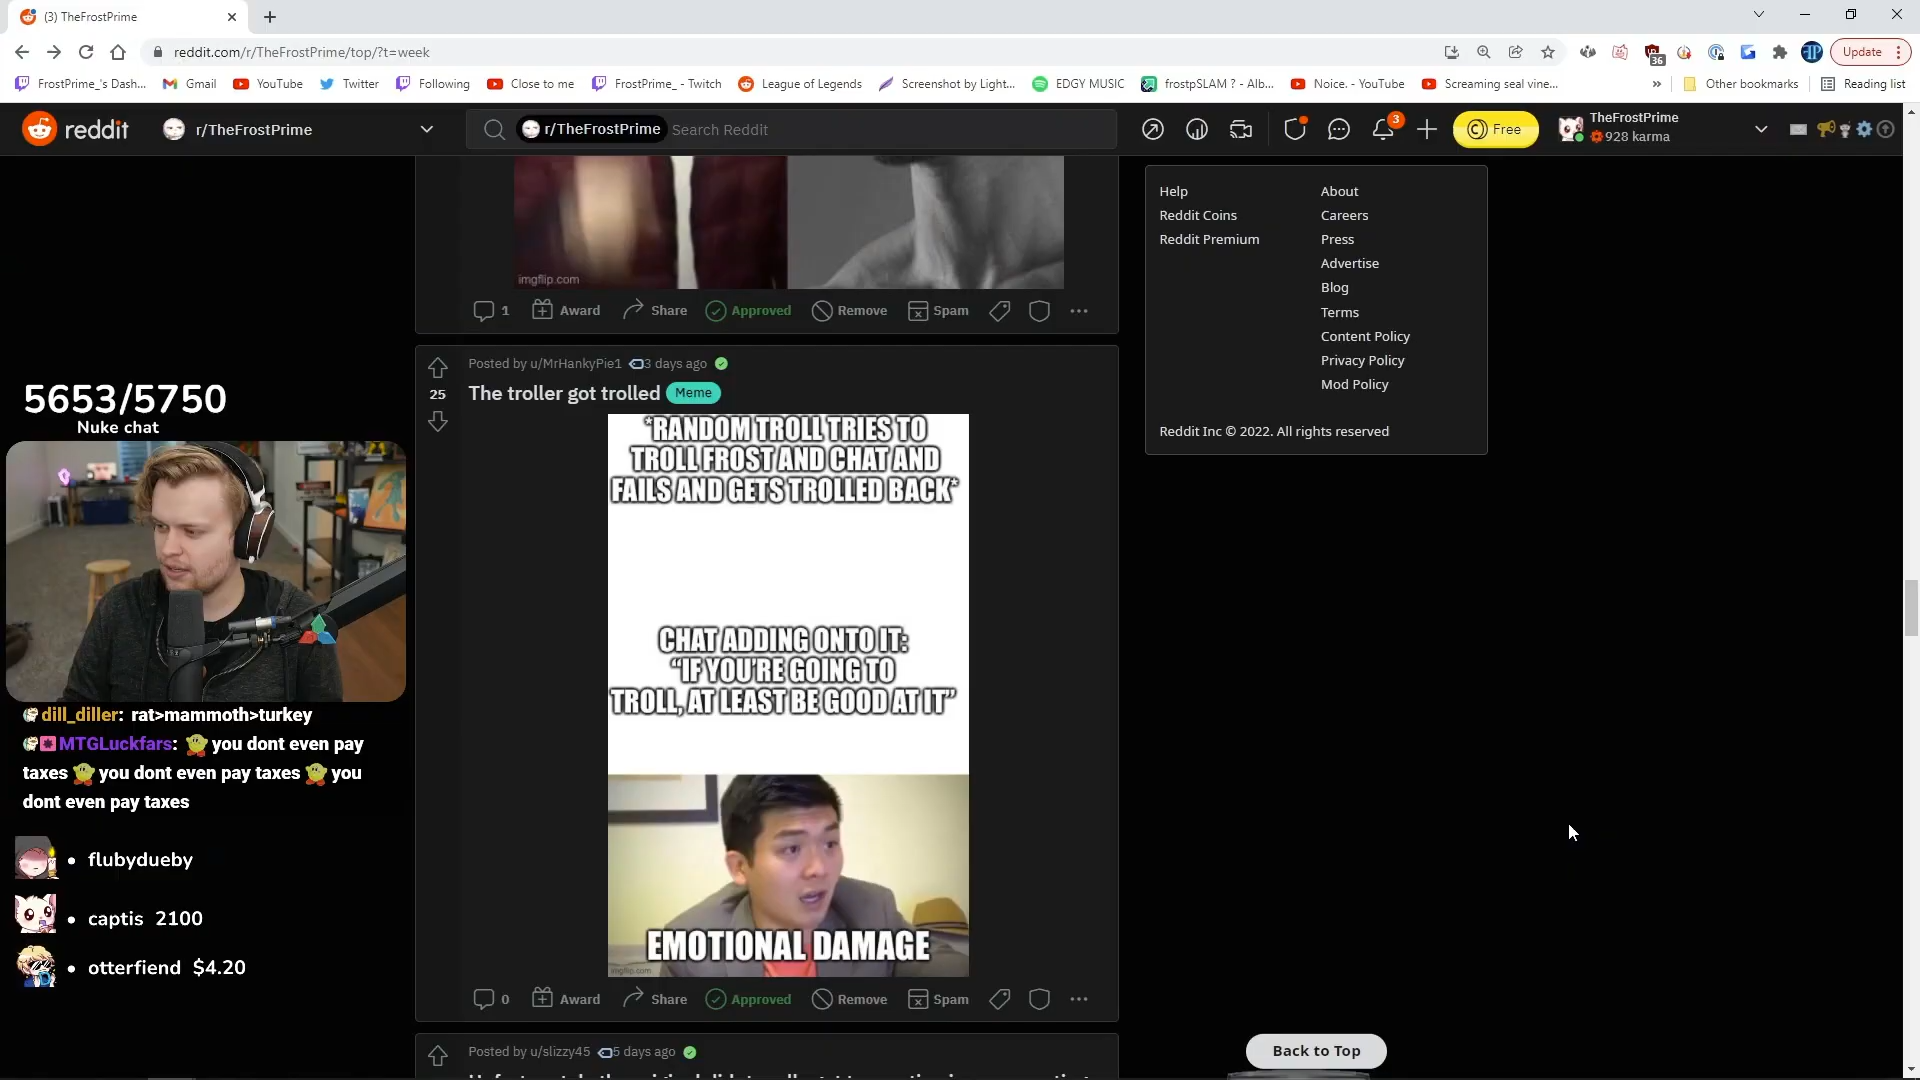 (3) TheFrostPrime
reddit.com/r/TheFrostPrime/top/?t=week
36
Update
FrostPrime_'s Dash...
Gmail
YouTube
Twitter
Following
Close to me
FrostPrime_ - Twitch
League of Legends
Screenshot by Light...
EDGY MUSIC
frostpSLAM ? - Alb...
Noice. - YouTube
Screaming seal vine...
»
Other bookmarks
Reading list
reddit
r/TheFrostPrime
r/TheFrostPrime
Search Reddit
3
Free
TheFrostPrime
928 karma
imgflip.com
1
Award
Share
Approved
Remove
Spam
Help
Reddit Coins
Reddit Premium
About
Careers
Press
Advertise
Blog
Terms
Content Policy
Privacy Policy
Mod Policy
Reddit Inc © 2022. All rights reserved
25
Posted by u/MrHankyPie1 3 days ago
The troller got trolled Meme
*RANDOM TROLL TRIES TO
TROLL FROST AND CHAT AND
FAILS AND GETS TROLLED BACK*
CHAT ADDING ONTO IT:
"IF YOU'RE GOING TO
TROLL, AT LEAST BE GOOD AT IT"
EMOTIONAL DAMAGE
imgflip.com
0
Award
Share
Approved
Remove
Spam
Posted by u/slizzy45 5 days ago
Back to Top
5653/5750
Nuke chat
dill_diller: rat>mammoth>turkey
MTGLuckfars: you dont even pay
taxes you dont even pay taxes you
dont even pay taxes
• flubydueby
• captis 2100
• otterfiend $4.20